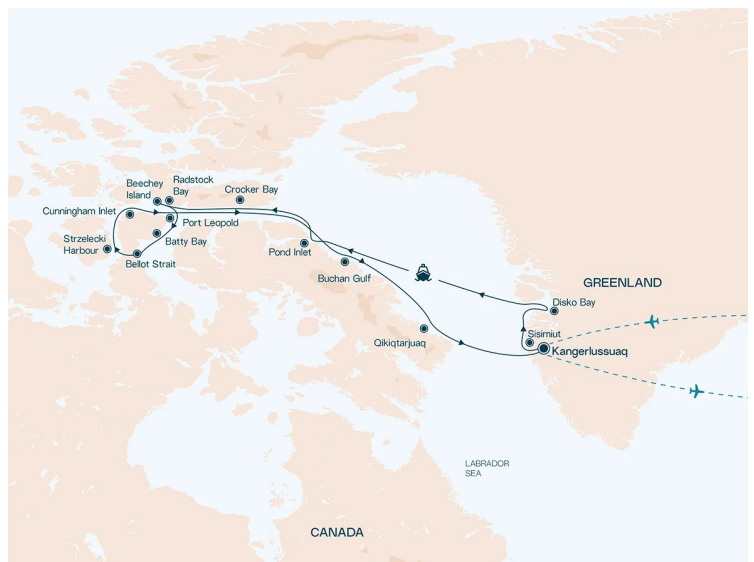 Beechey
Island
Radstock
Bay
Crocker Bay
Cunningham Inlet
Port Leopold
Strzelecki
Harbour
Batty Bay
Bellot Strait
Pond Inlet
Buchan Gulf
GREENLAND
Disko Bay
Sisimiut
Qikiqtarjuaq
Kangerlussuaq
LABRADOR
SEA
CANADA